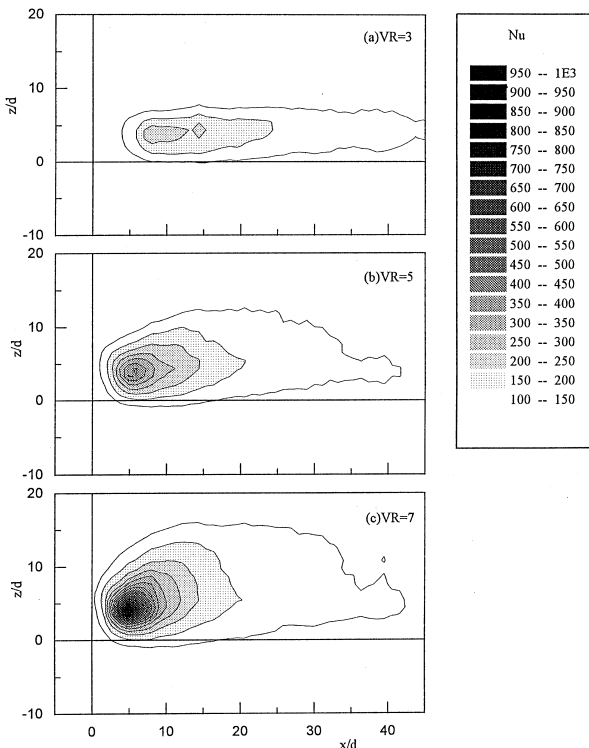 20
(a)VR=3
10
z/d
0
-10
20
(b)VR=5
10
z/d
0
-10
20
(c)VR=7
10
z/d
0
-10
0 10 20 30 40
x/d
Nu
950 -- 1E3
900 -- 950
850 -- 900
800 -- 850
750 -- 800
700 -- 750
650 -- 700
600 -- 650
550 -- 600
500 -- 550
450 -- 500
400 -- 450
350 -- 400
300 -- 350
250 -- 300
200 -- 250
150 -- 200
100 -- 150